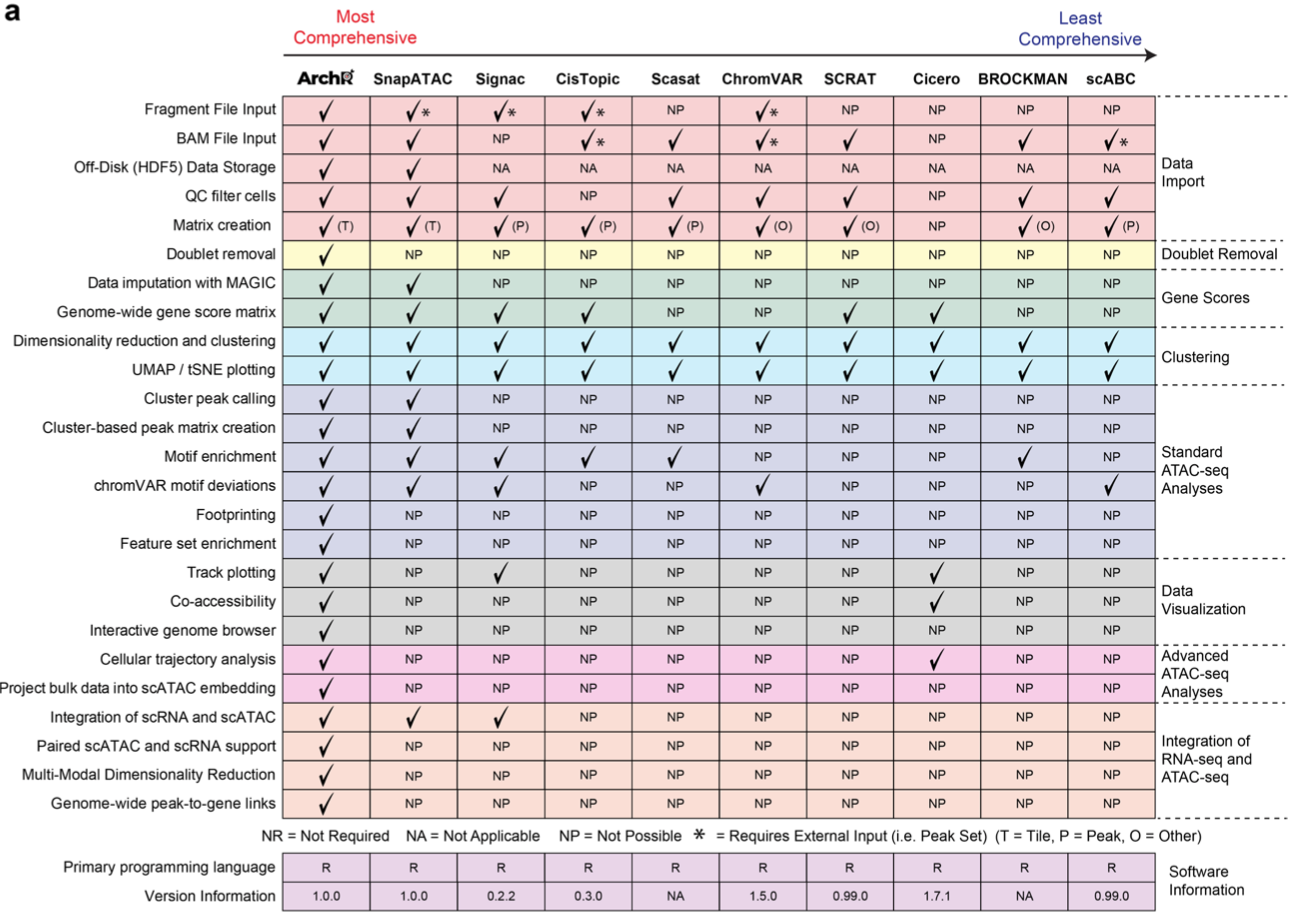 a
Most Comprehensive
Least Comprehensive
ArchR SnapATAC Signac CisTopic Scasat ChromVAR SCRAT Cicero BROCKMAN scABC
Fragment File Input ✓ ✓* ✓* ✓* NP ✓* NP NP NP NP
BAM File Input ✓ ✓ NP ✓* ✓ ✓* ✓ NP ✓ ✓*
Off-Disk (HDF5) Data Storage ✓ ✓ NA NA NA NA NA NA NA NA
Data Import
QC filter cells ✓ ✓ ✓ NP ✓ ✓ ✓ NP ✓ ✓
Matrix creation ✓ (T) ✓ (T) ✓ (P) ✓ (P) ✓ (P) ✓ (O) ✓ (O) NP ✓ (O) ✓ (P)
Doublet removal ✓ NP NP NP NP NP NP NP NP NP Doublet Removal
Data imputation with MAGIC ✓ ✓ NP NP NP NP NP NP NP NP
Gene Scores
Genome-wide gene score matrix ✓ ✓ ✓ ✓ NP NP ✓ ✓ NP NP
Dimensionality reduction and clustering ✓ ✓ ✓ ✓ ✓ ✓ ✓ ✓ ✓ ✓
Clustering
UMAP / tSNE plotting ✓ ✓ ✓ ✓ ✓ ✓ ✓ ✓ ✓ ✓
Cluster peak calling ✓ ✓ NP NP NP NP NP NP NP NP
Cluster-based peak matrix creation ✓ ✓ NP NP NP NP NP NP NP NP
Motif enrichment ✓ ✓ ✓ ✓ ✓ NP NP NP ✓ NP
Standard ATAC-seq Analyses
chromVAR motif deviations ✓ ✓ ✓ NP NP ✓ NP NP NP ✓
Footprinting ✓ NP NP NP NP NP NP NP NP NP
Feature set enrichment ✓ NP NP NP NP NP NP NP NP NP
Track plotting ✓ NP ✓ NP NP NP NP ✓ NP NP
Data Visualization
Co-accessibility ✓ NP NP NP NP NP NP ✓ NP NP
Interactive genome browser ✓ NP NP NP NP NP NP NP NP NP
Cellular trajectory analysis ✓ NP NP NP NP NP NP ✓ NP NP
Advanced ATAC-seq Analyses
Project bulk data into scATAC embedding ✓ NP NP NP NP NP NP NP NP NP
Integration of scRNA and scATAC ✓ ✓ ✓ NP NP NP NP NP NP NP
Paired scATAC and scRNA support ✓ NP NP NP NP NP NP NP NP NP
Integration of RNA-seq and ATAC-seq
Multi-Modal Dimensionality Reduction ✓ NP NP NP NP NP NP NP NP NP
Genome-wide peak-to-gene links ✓ NP NP NP NP NP NP NP NP NP
NR = Not Required NA = Not Applicable NP = Not Possible * = Requires External Input (i.e. Peak Set) (T = Tile, P = Peak, O = Other)
Primary programming language R R R R R R R R R R
Software Information
Version Information 1.0.0 1.0.0 0.2.2 0.3.0 NA 1.5.0 0.99.0 1.7.1 NA 0.99.0